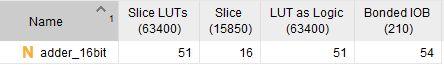 Name 1 Slice LUTs Slice LUT as Logic Bonded IOB
(63400) (15850) (63400) (210)
N adder_16bit 51 16 51 54